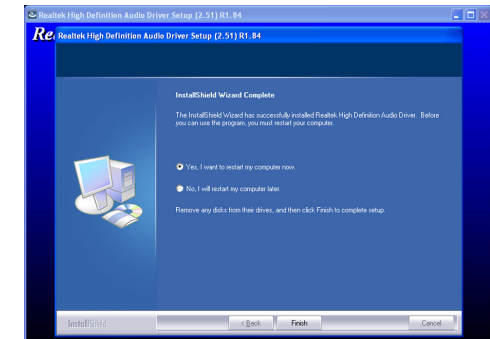 Realtek High Definition Audio Driver Setup (2.51) R1.84
Re
Realtek High Definition Audio Driver Setup (2.51) R1.84
InstallShield Wizard Complete
The InstallShield Wizard has successfully installed Realtek High Definition Audio Driver. Before
you can use the program, you must restart your computer.
Yes, I want to restart my computer now.
No, I will restart my computer later.
Remove any disks from their drives, and then click Finish to complete setup.
InstallShield
< Back
Finish
Cancel